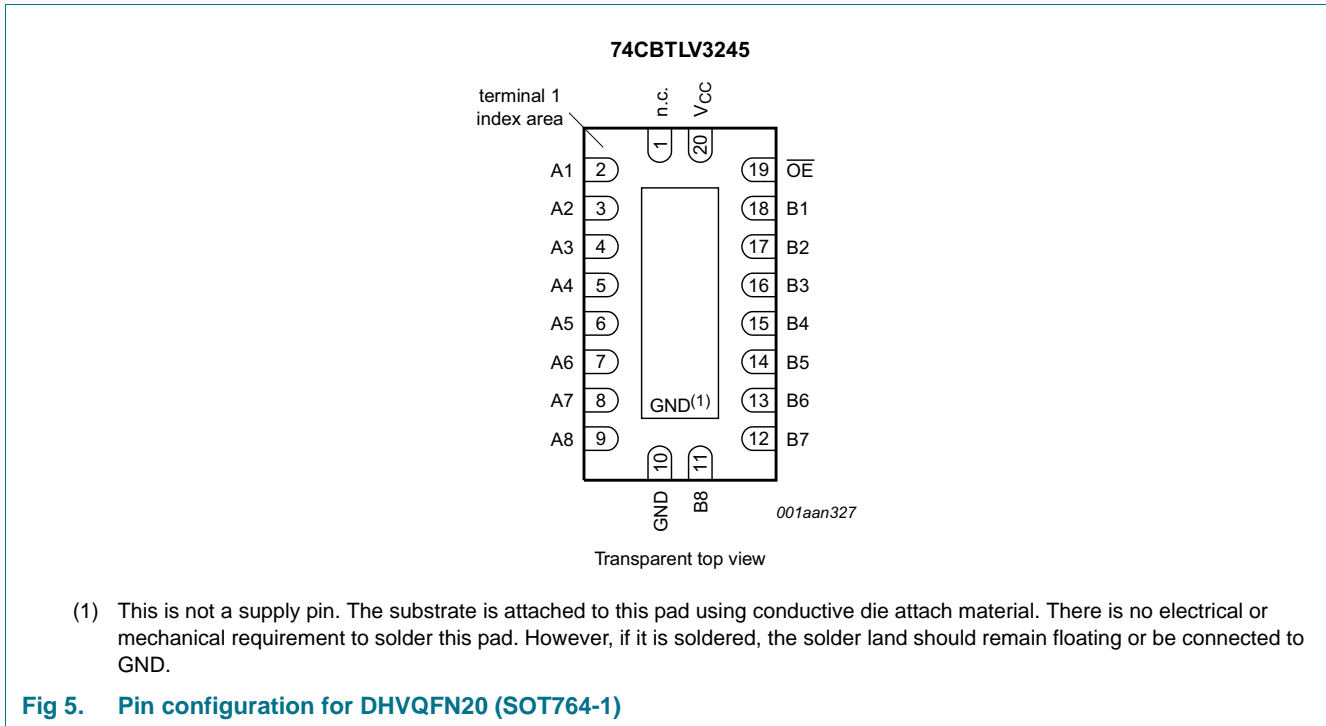 74CBTLV3245
terminal 1
index area
n.c.
VCC
1
20
A1 2
19 OE
A2 3
18 B1
A3 4
17 B2
A4 5
16 B3
A5 6
15 B4
A6 7
14 B5
A7 8
GND(1)
13 B6
A8 9
12 B7
10
11
GND
B8
001aan327
Transparent top view
(1) This is not a supply pin. The substrate is attached to this pad using conductive die attach material. There is no electrical or
mechanical requirement to solder this pad. However, if it is soldered, the solder land should remain floating or be connected to
GND.
Fig 5. Pin configuration for DHVQFN20 (SOT764-1)